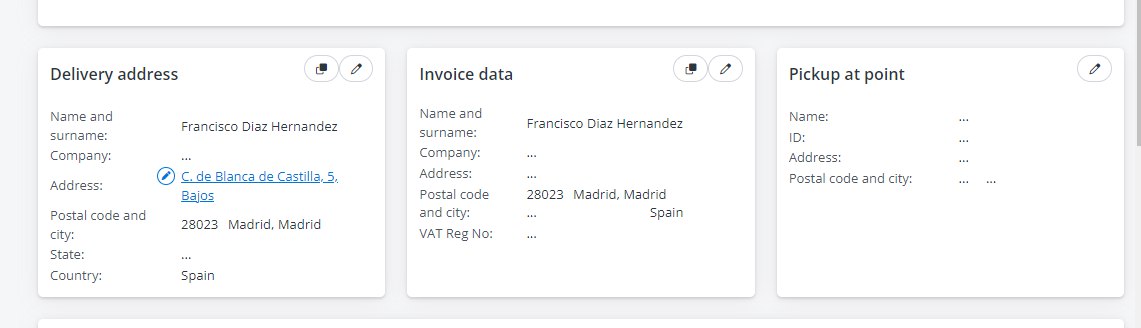 Delivery address
Name and
surname:
Francisco Diaz Hernandez
Company:
...
Address:
C. de Blanca de Castilla, 5,
Bajos
Postal code and
city:
28023 Madrid, Madrid
State:
...
Country:
Spain
Invoice data
Name and
surname:
Francisco Diaz Hernandez
Company:
...
Address:
...
Postal code
and city:
28023 Madrid, Madrid
... Spain
VAT Reg No:
...
Pickup at point
Name:
...
ID:
...
Address:
...
Postal code and city:
... ...